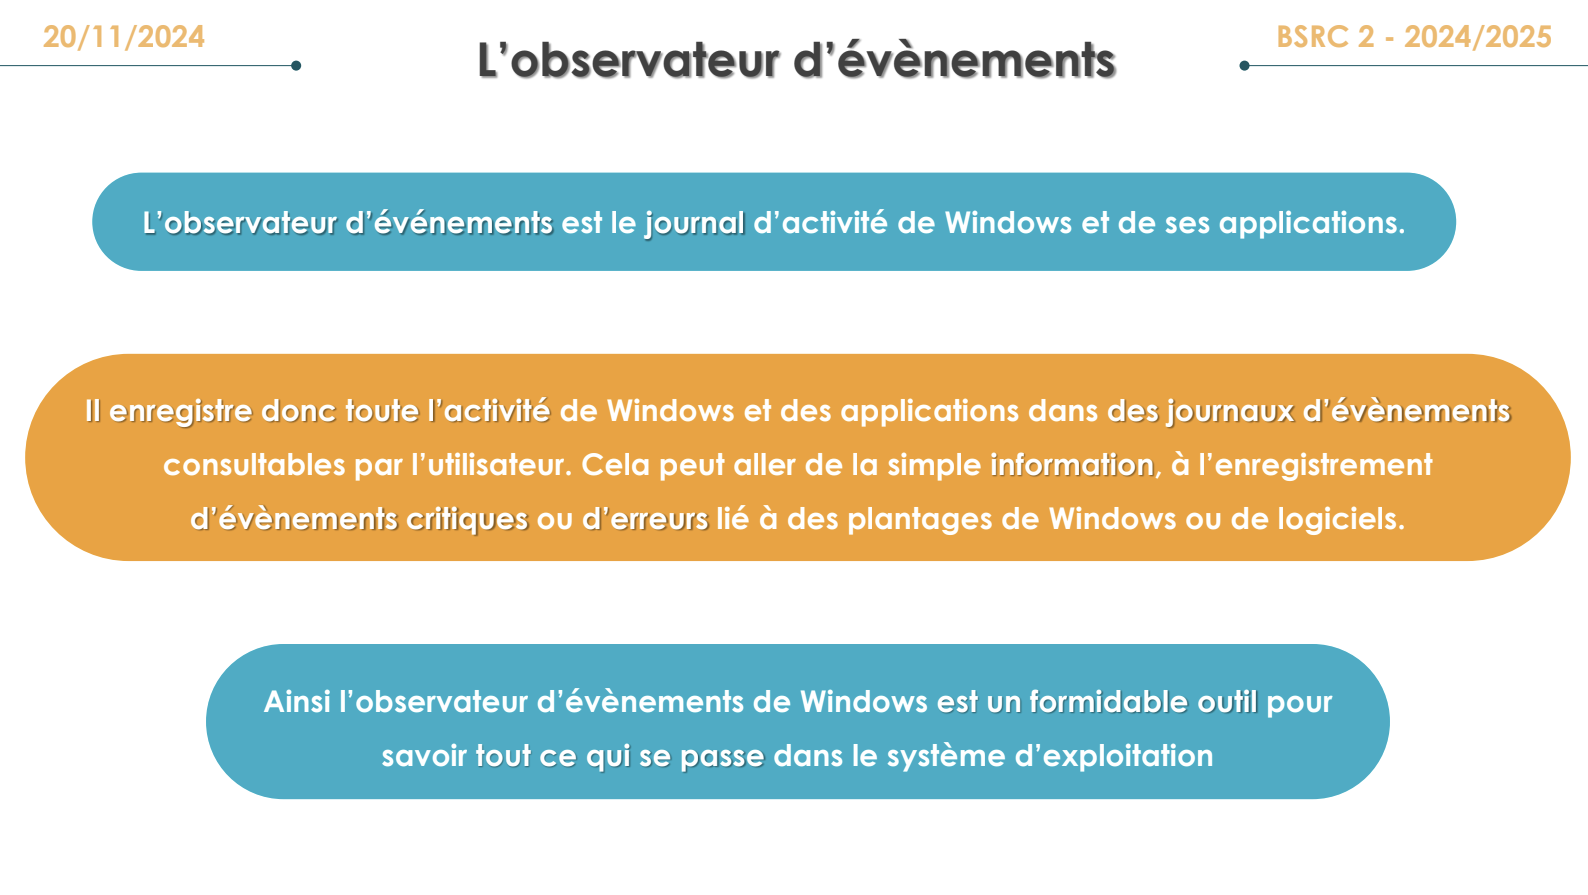 20/11/2024
L’observateur d’évènements
BSRC 2 - 2024/2025
L’observateur d’événements est le journal d’activité de Windows et de ses applications.
Il enregistre donc toute l’activité de Windows et des applications dans des journaux d’évènements
consultables par l’utilisateur. Cela peut aller de la simple information, à l’enregistrement
d’évènements critiques ou d’erreurs lié à des plantages de Windows ou de logiciels.
Ainsi l’observateur d’évènements de Windows est un formidable outil pour
savoir tout ce qui se passe dans le système d’exploitation